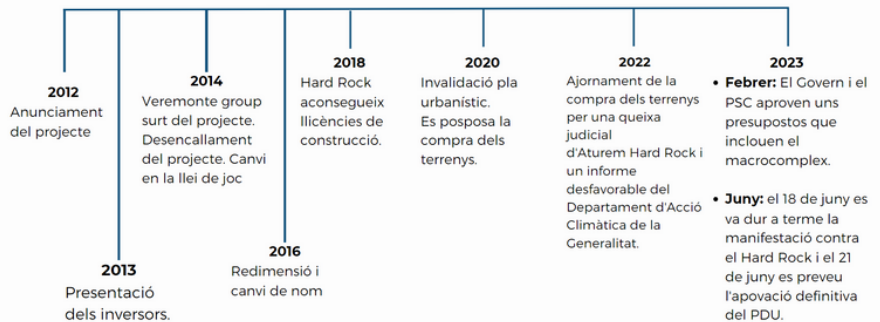 2012
Anunciament
del projecte
2013
Presentació
dels inversors.
2014
Veremonte group
surt del projecte.
Desencallament
del projecte. Canvi
en la llei de joc
2016
Redimensió i
canvi de nom
2018
Hard Rock
aconsegueix
llicències de
construcció.
2020
Invalidació pla
urbanístic.
Es posposa la
compra dels
terrenys.
2022
Ajornament de la
compra dels terrenys
per una queixa
judicial
d'Aturem Hard Rock i
un informe
desfavorable del
Departament d'Acció
Climàtica de la
Generalitat.
2023
• Febrer: El Govern i el
PSC aproven uns
presupostos que
inclouen el
macrocomplex.
• Juny: el 18 de juny es
va dur a terme la
manifestació contra
el Hard Rock i el 21
de juny es preveu
l'apovació definitiva
del PDU.